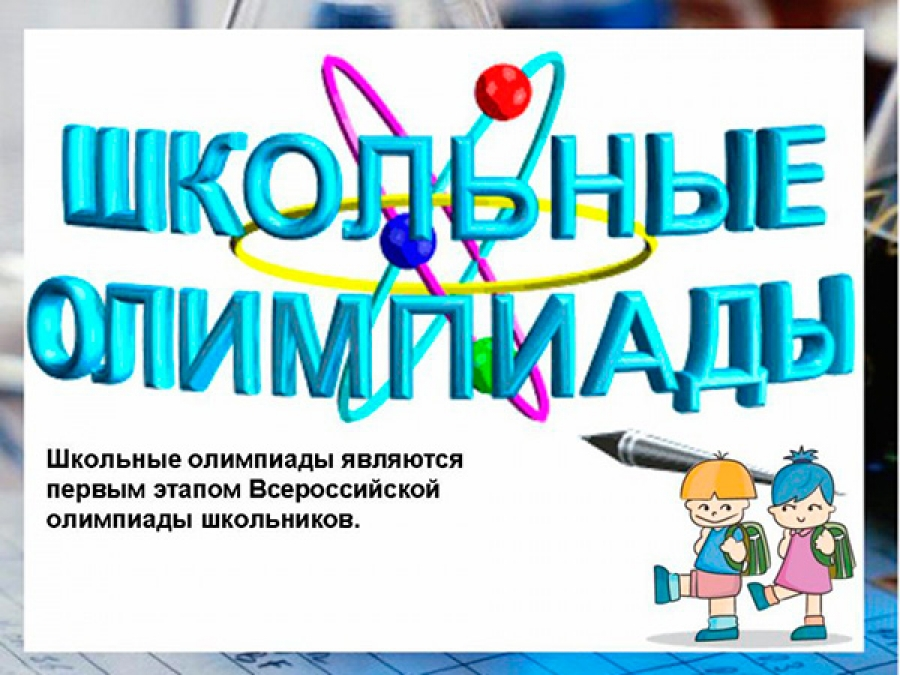 ШКОЛЬНЫЕ
ОЛИМПИАДЫ
Школьные олимпиады являются
первым этапом Всероссийской
олимпиады школьников.